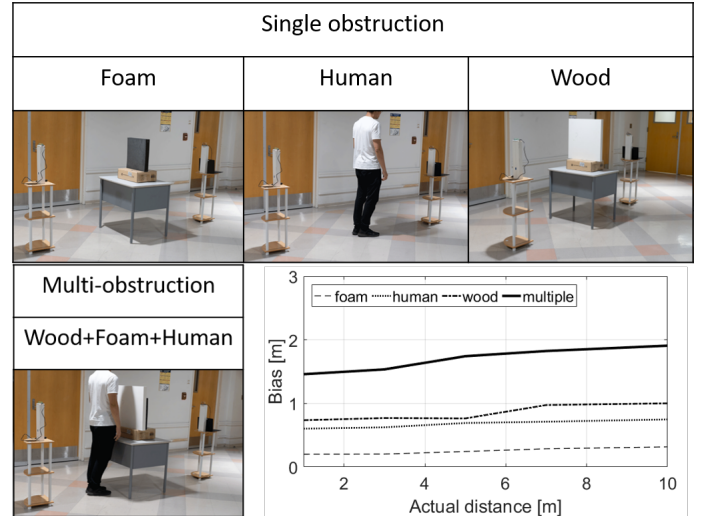 Single obstruction
Foam
Human
Wood
Multi-obstruction
Wood+Foam+Human
foam
human
wood
multiple
3
2
1
0
Bias [m]
2
4
6
8
10
Actual distance [m]